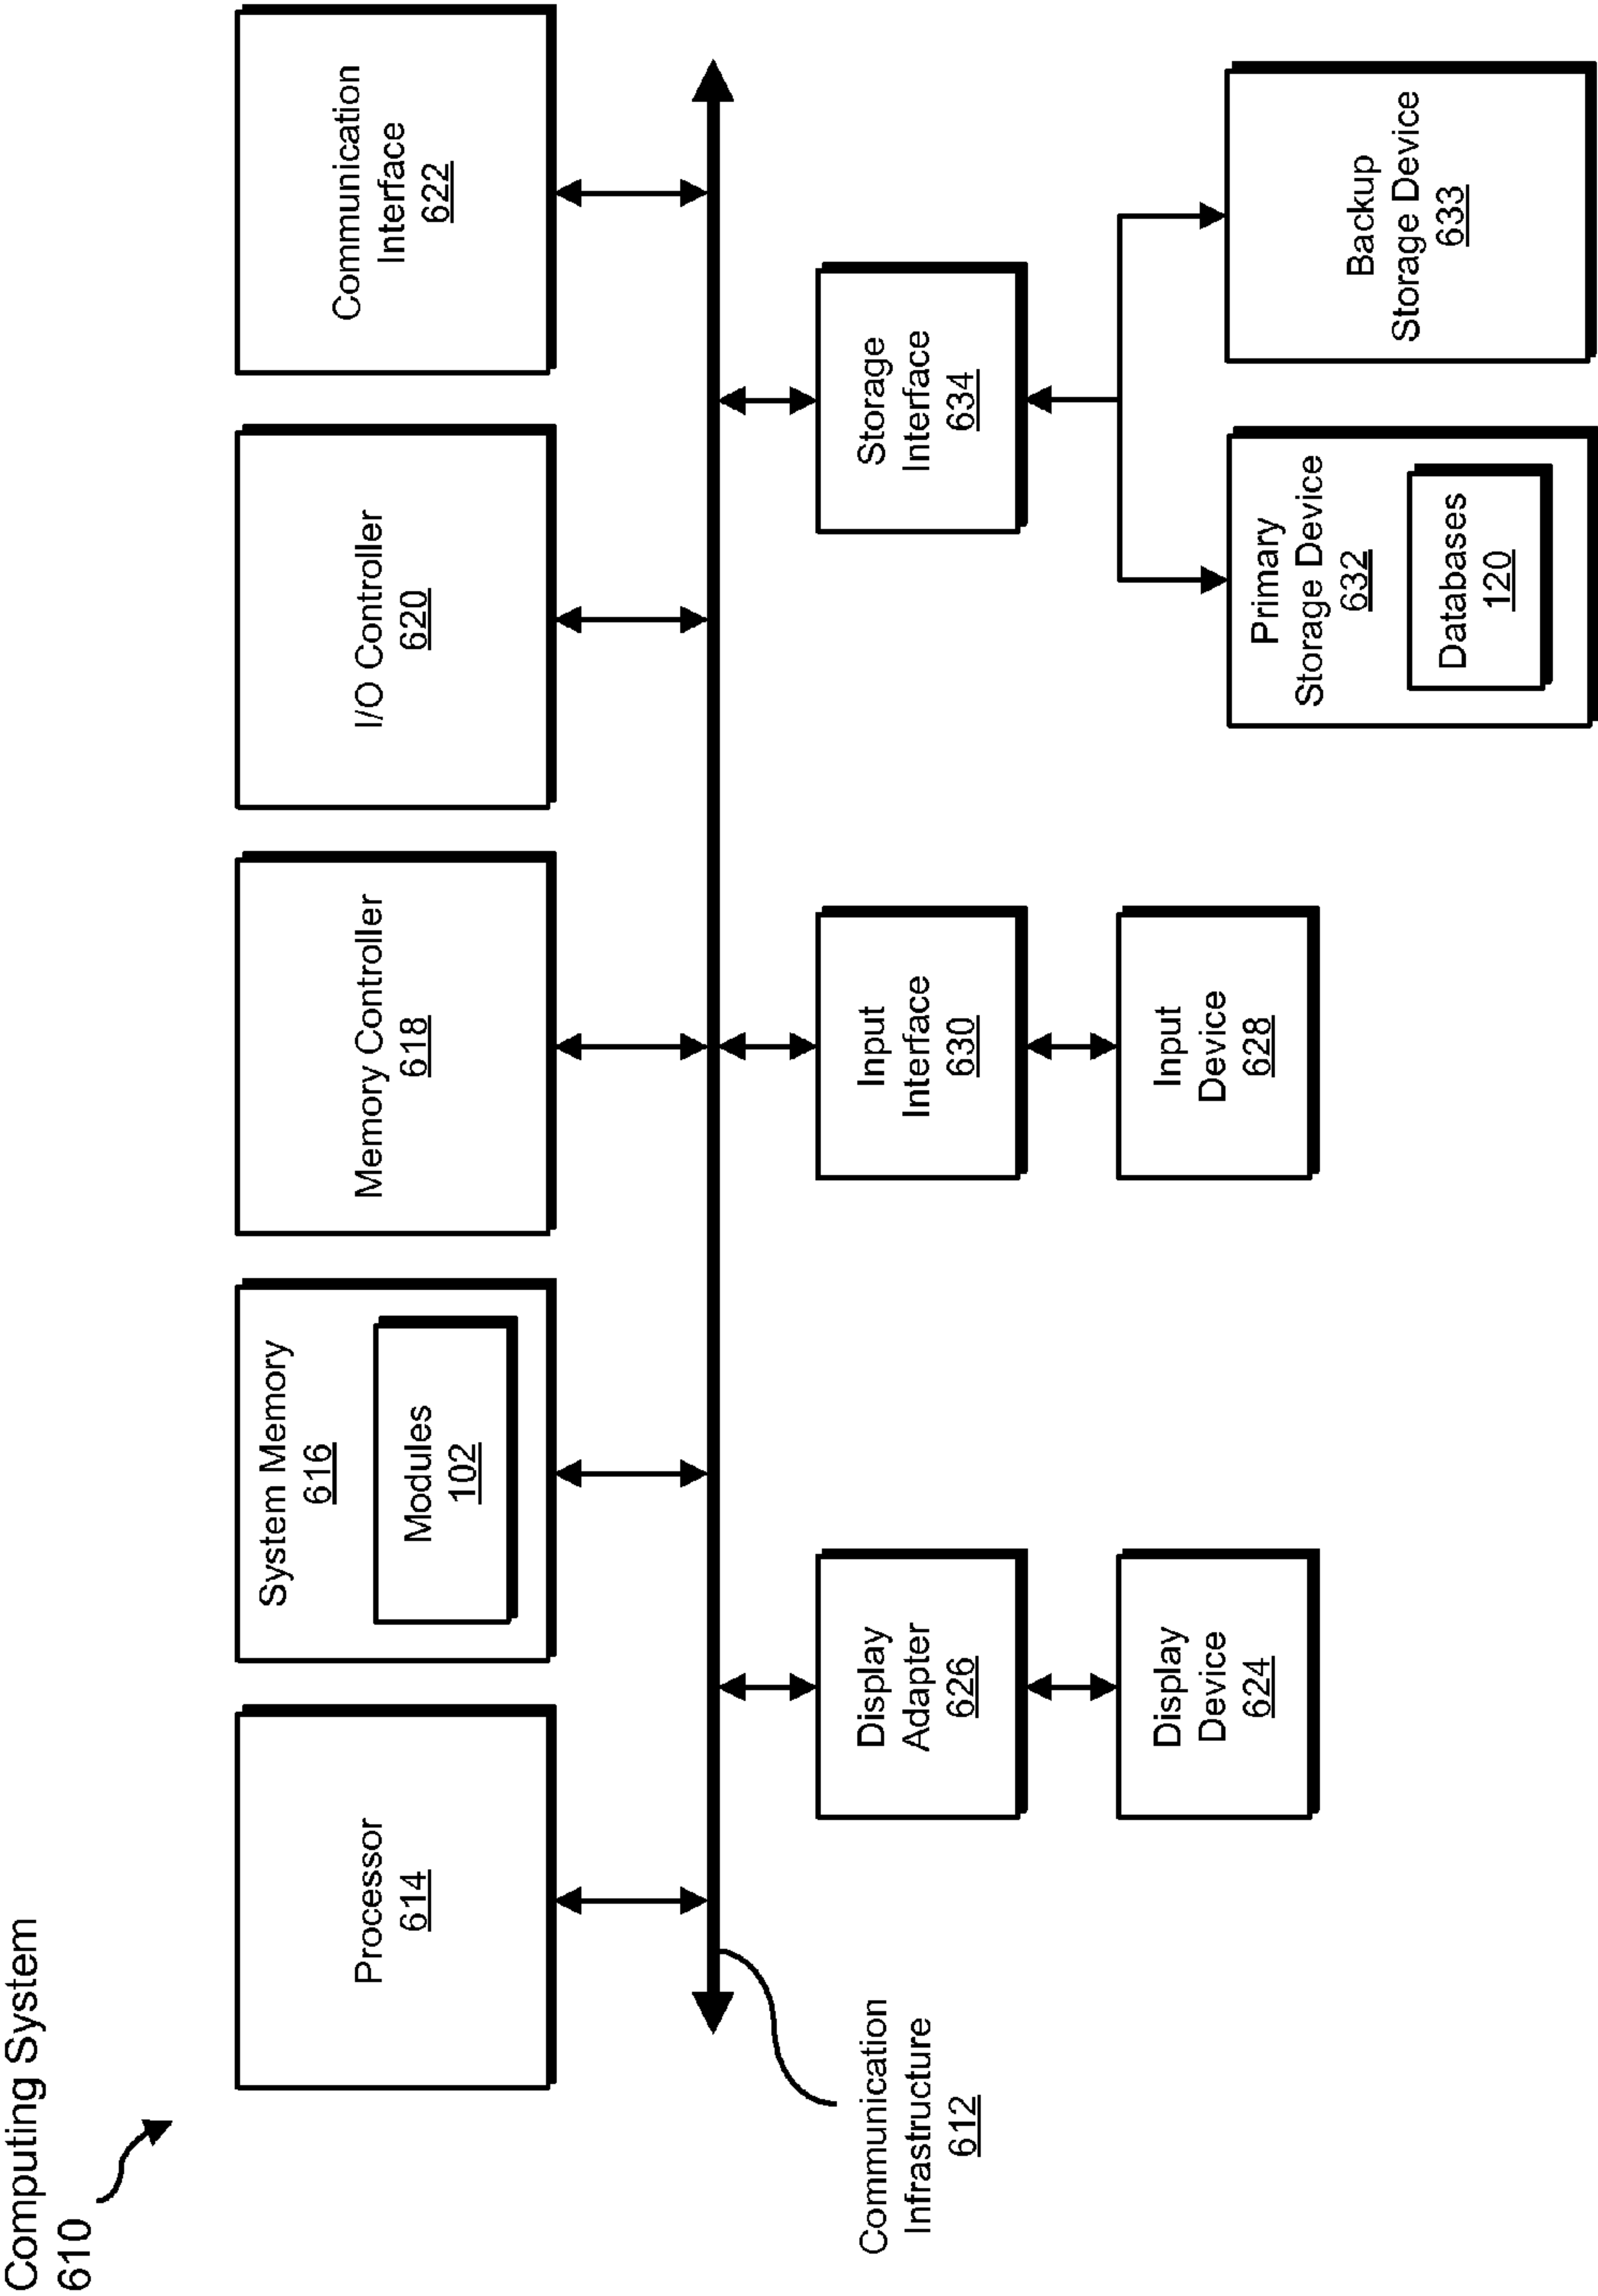 Computing System
610
Processor
614
System Memory
616
Modules
102
Memory Controller
618
I/O Controller
620
Communication
Interface
622
Communication
Infrastructure
612
Display
Adapter
626
Input
Interface
630
Storage
Interface
634
Display
Device
624
Input
Device
628
Primary
Storage Device
632
Databases
120
Backup
Storage Device
633